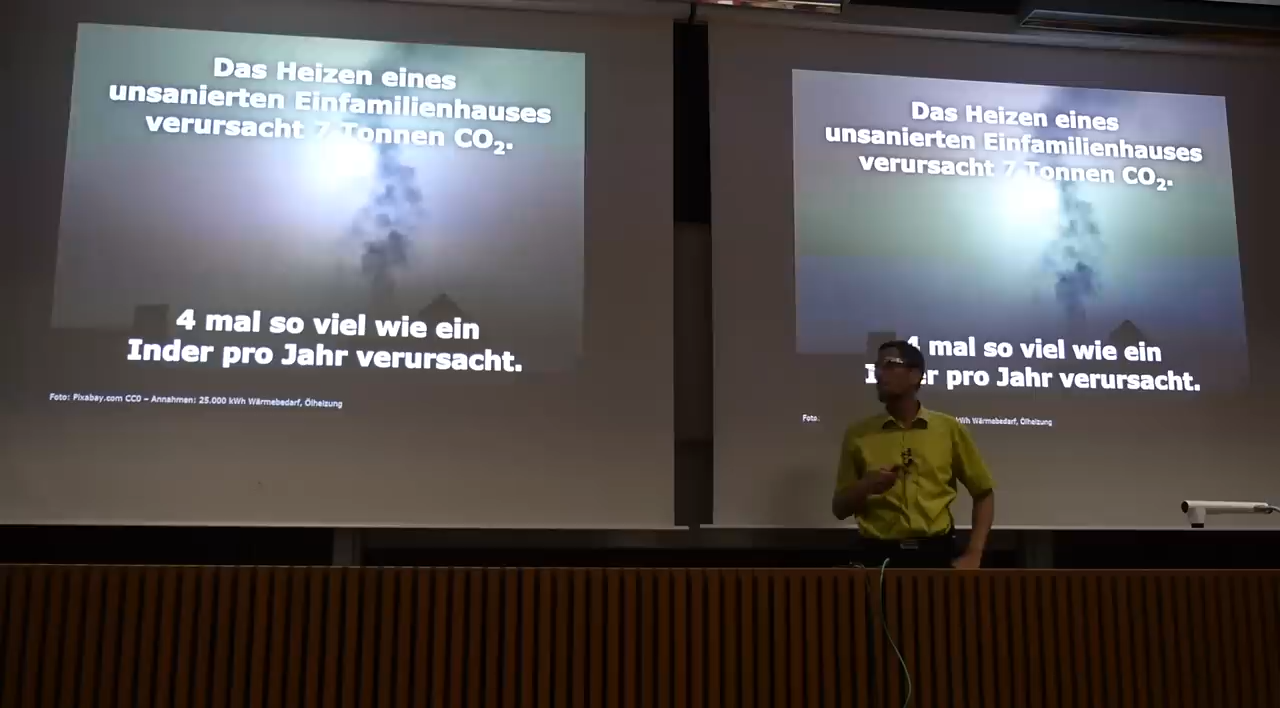 Das Heizen eines
unsanierten Einfamilienhauses
verursacht 7 Tonnen CO₂.
4 mal so viel wie ein
Inder pro Jahr verursacht.
Foto: Pixabay.com CC0 – Annahmen: 25.000 kWh Wärmebedarf, Ölheizung
Das Heizen eines
unsanierten Einfamilienhauses
verursacht 7 Tonnen CO₂.
4 mal so viel wie ein
pro Jahr verursacht.
Foto: kWh Wärmebedarf, Ölheizung